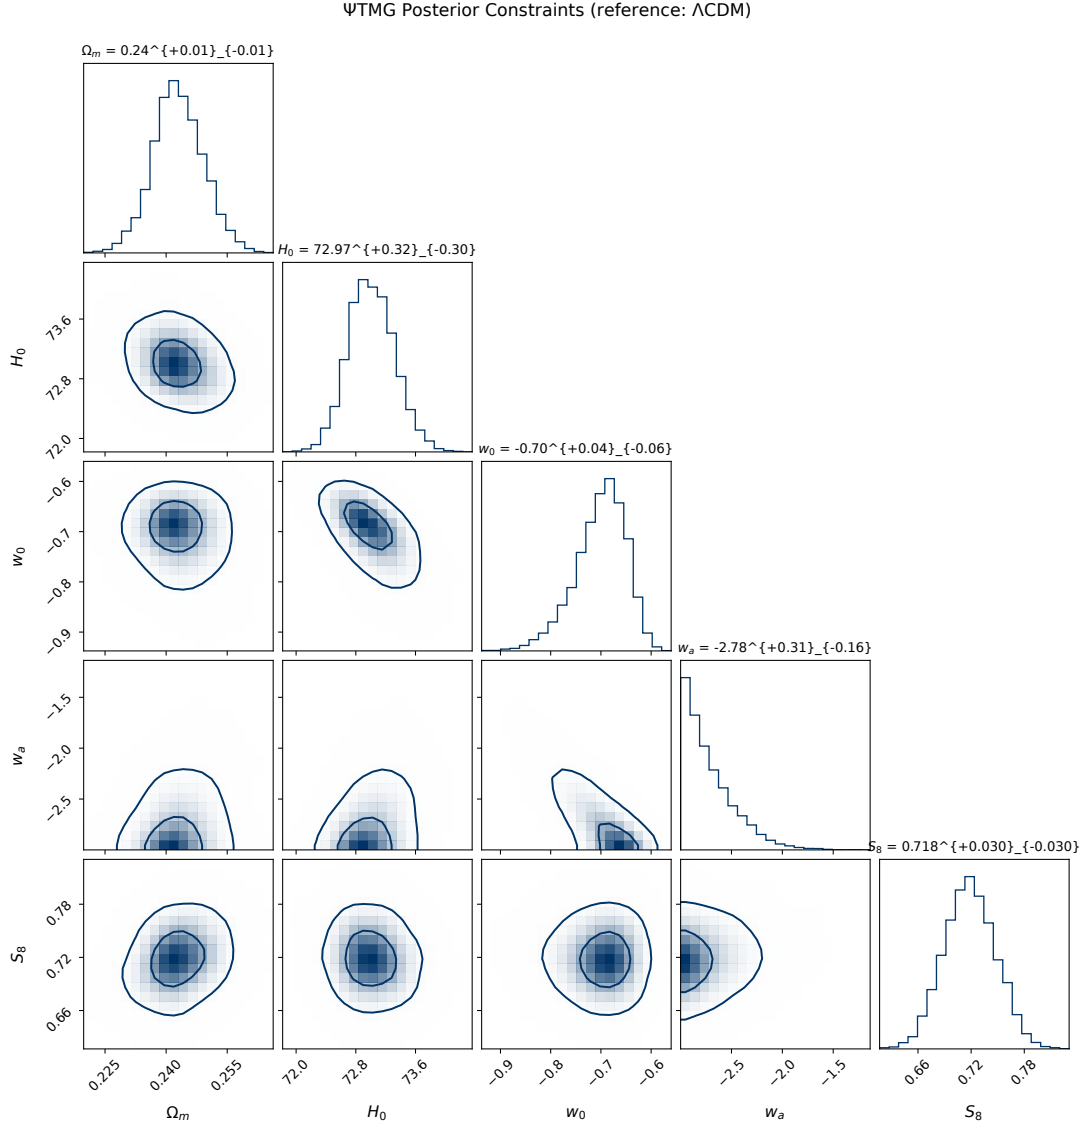 ΨTMG Posterior Constraints (reference: ΛCDM)
Ω_m = 0.24^{+0.01}_{-0.01}
H_0 = 72.97^{+0.32}_{-0.30}
73.6
72.8
72.0
H_0
w_0 = -0.70^{+0.04}_{-0.06}
−0.6
−0.7
−0.8
−0.9
w_0
w_a = -2.78^{+0.31}_{-0.16}
−1.5
−2.0
−2.5
w_a
S_8 = 0.718^{+0.030}_{-0.030}
0.78
0.72
0.66
S_8
0.225 0.240 0.255 72.0 72.8 73.6 −0.9 −0.8 −0.7 −0.6 −2.5 −2.0 −1.5 0.66 0.72 0.78
Ω_m H_0 w_0 w_a S_8